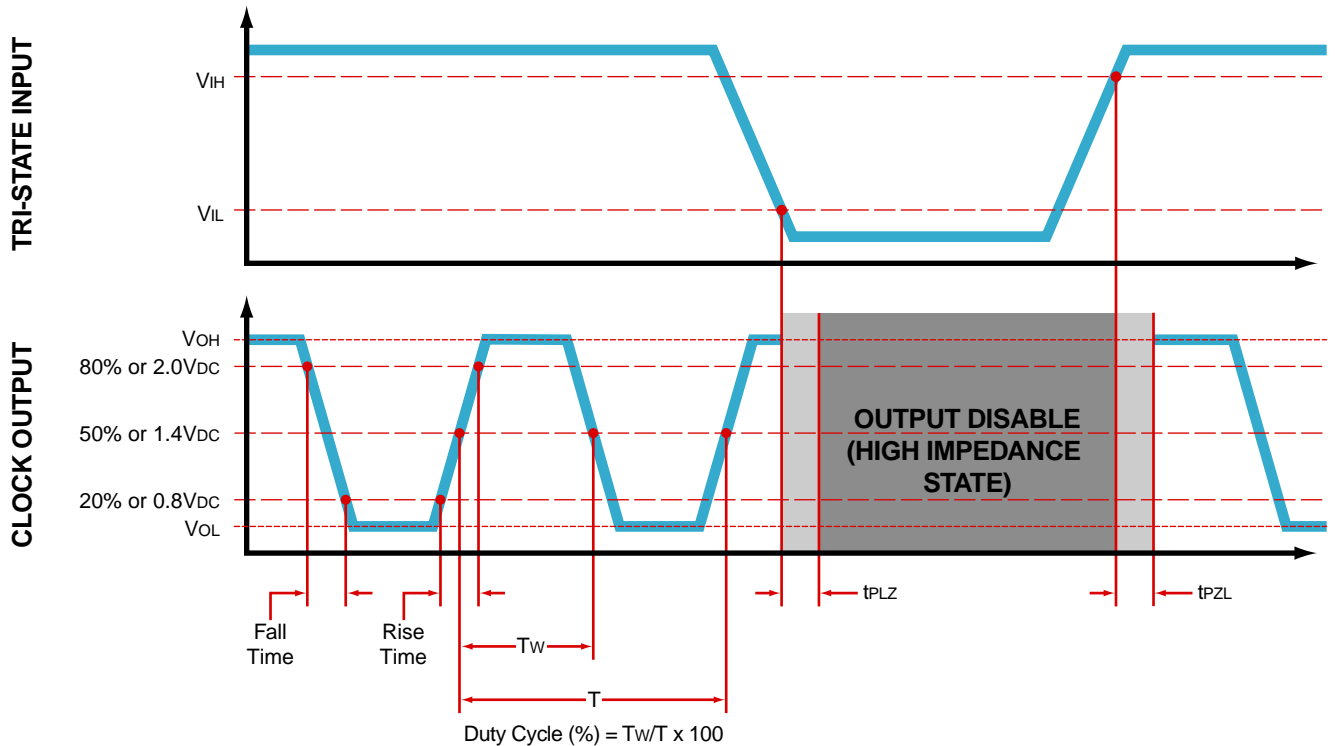 TRI-STATE INPUT
VIH
VIL
CLOCK OUTPUT
VOH
80% or 2.0VDC
50% or 1.4VDC
20% or 0.8VDC
VOL
OUTPUT DISABLE
(HIGH IMPEDANCE
STATE)
tPLZ
tPZL
Fall
Time
Rise
Time
TW
T
Duty Cycle (%) = TW/T x 100